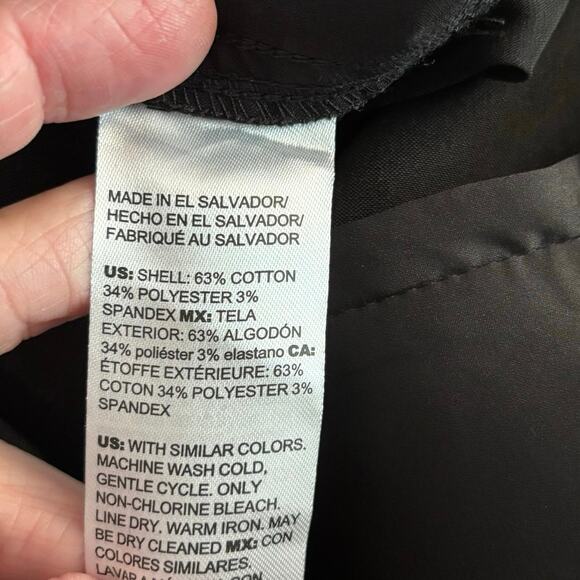 MADE IN EL SALVADOR/
HECHO EN EL SALVADOR/
FABRIQUÉ AU SALVADOR
US: SHELL: 63% COTTON
34% POLYESTER 3%
SPANDEX MX: TELA
EXTERIOR: 63% ALGODÓN
34% poliéster 3% elastano CA:
ÉTOFFE EXTÉRIEURE: 63%
COTON 34% POLYESTER 3%
SPANDEX
US: WITH SIMILAR COLORS.
MACHINE WASH COLD,
GENTLE CYCLE. ONLY
NON-CHLORINE BLEACH.
LINE DRY. WARM IRON. MAY
BE DRY CLEANED MX: CON
COLORES SIMILARES.